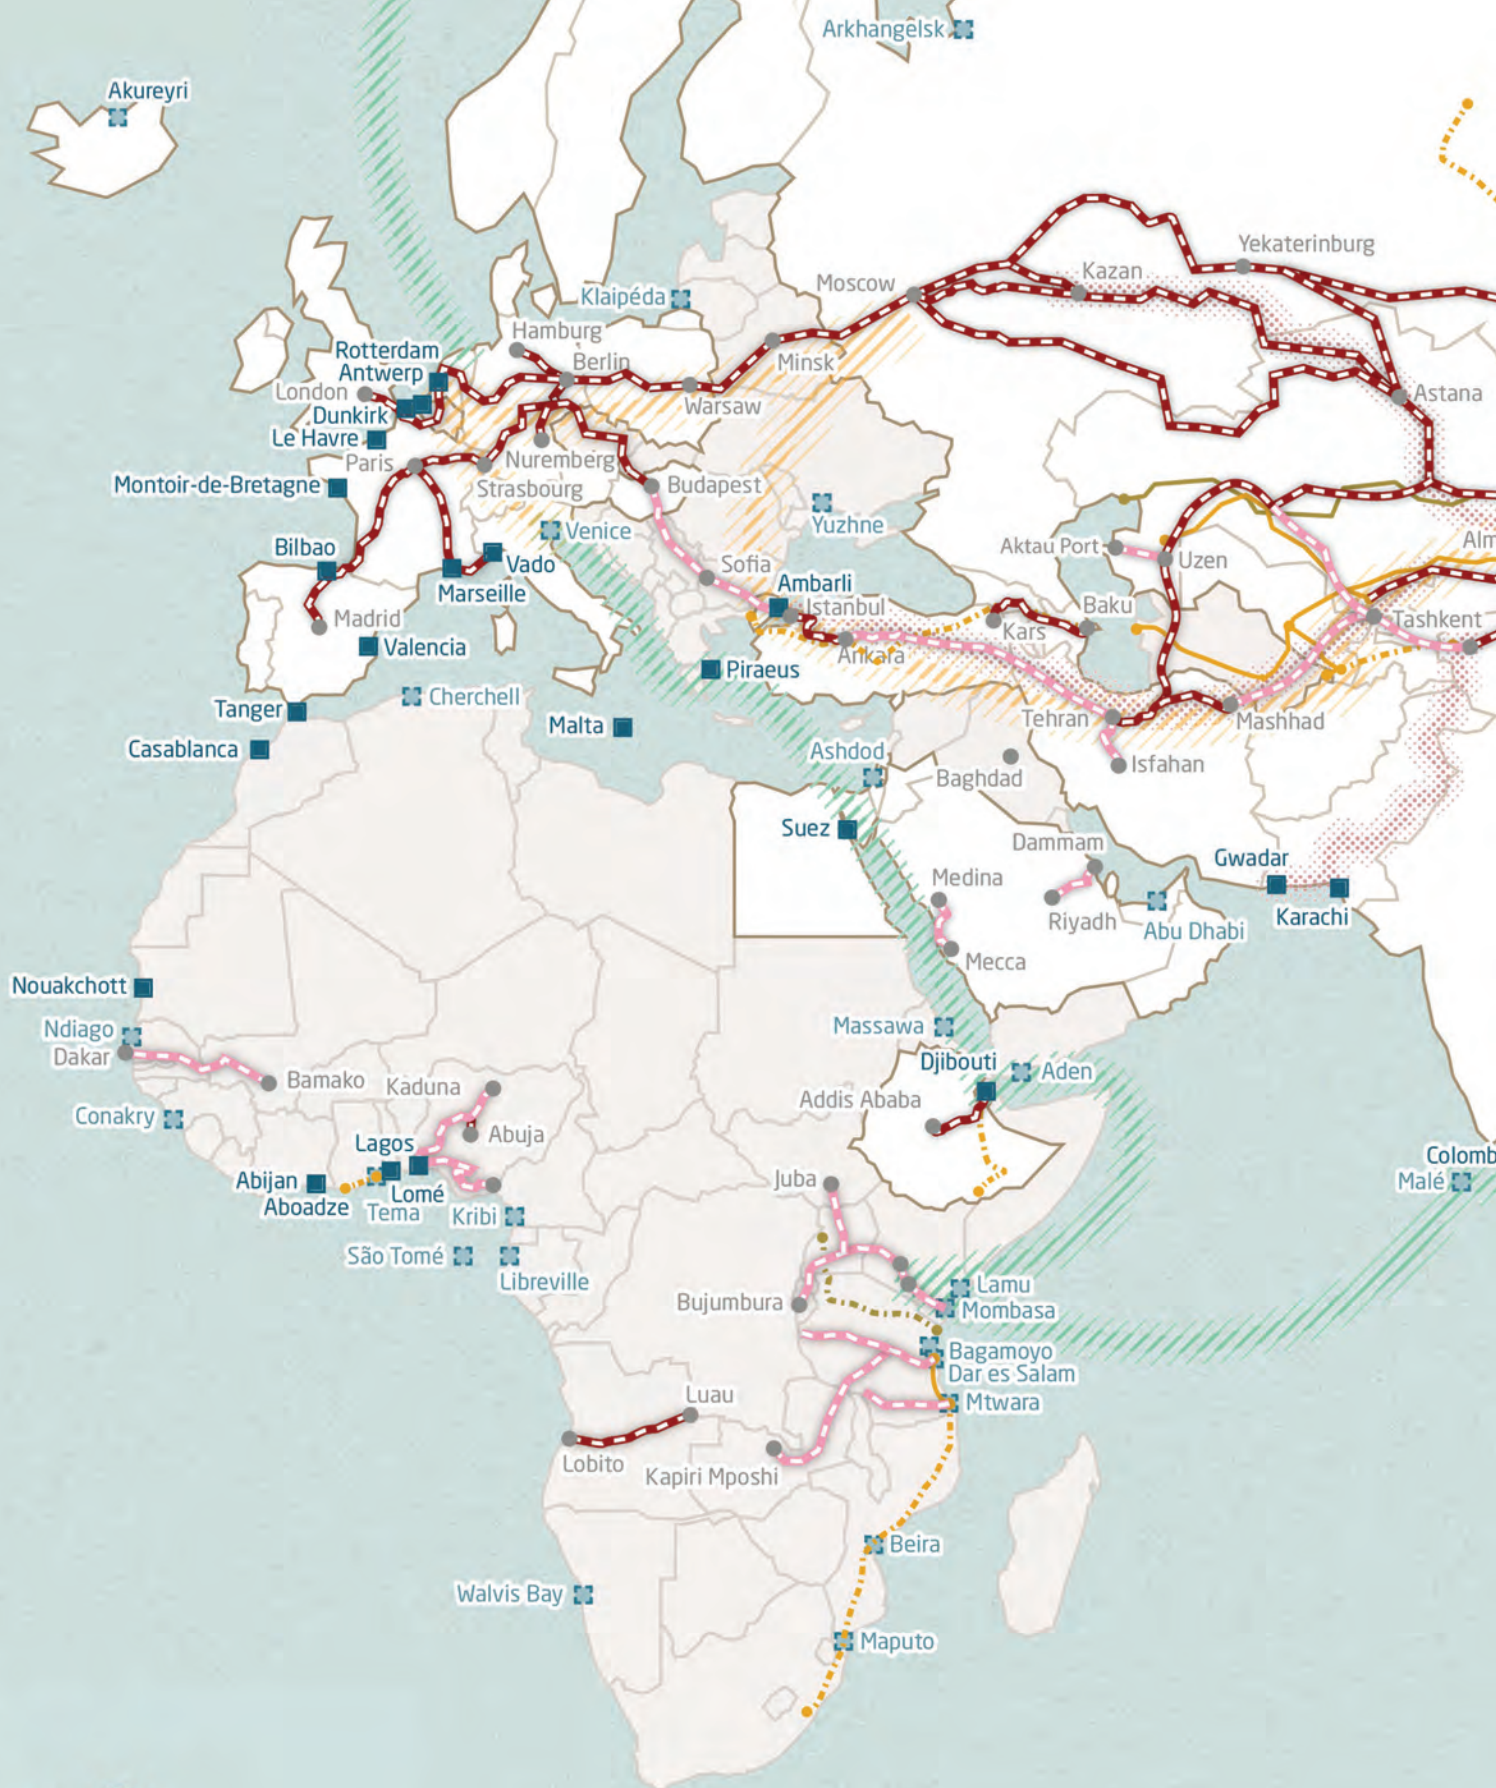 Arkhangelsk
Akureyri
Yekaterinburg
Kazan
Moscow
Klaipéda
Hamburg
Rotterdam
Antwerp
Berlin
Minsk
London
Dunkirk
Warsaw
Astana
Le Havre
Paris
Nuremberg
Montoir-de-Bretagne
Strasbourg
Budapest
Yuzhne
Venice
Bilbao
Aktau Port
Uzen
Vado
Sofia
Marseille
Ambarli
Istanbul
Baku
Madrid
Kars
Tashkent
Valencia
Ankara
Piraeus
Cherchell
Tanger
Tehran
Mashhad
Malta
Casablanca
Ashdod
Isfahan
Baghdad
Suez
Dammam
Gwadar
Medina
Riyadh
Abu Dhabi
Karachi
Mecca
Nouakchott
Ndiago
Massawa
Dakar
Djibouti
Aden
Bamako
Kaduna
Addis Ababa
Conakry
Abuja
Lagos
Abijan
Aboadze
Lomé
Tema
Juba
Malé
Kribi
São Tomé
Libreville
Lamu
Bujumbura
Mombasa
Bagamoyo
Dar es Salam
Luau
Mtwara
Lobito
Kapiri Mposhi
Beira
Walvis Bay
Maputo